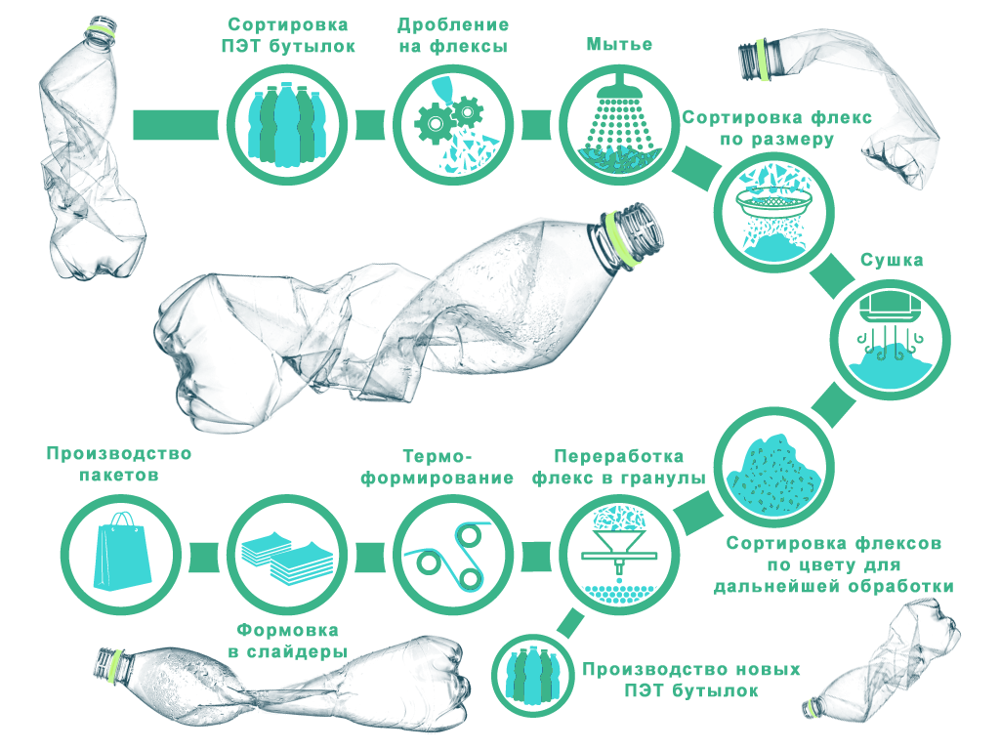 Сортировка
ПЭТ бутылок
Дробление
на флексы
Мытье
Сортировка флекс
по размеру
Сушка
Сортировка флексов
по цвету для
дальнейшей обработки
Переработка
флекс в гранулы
Термо-
формирование
Формовка
в слайдеры
Производство
пакетов
Производство новых
ПЭТ бутылок